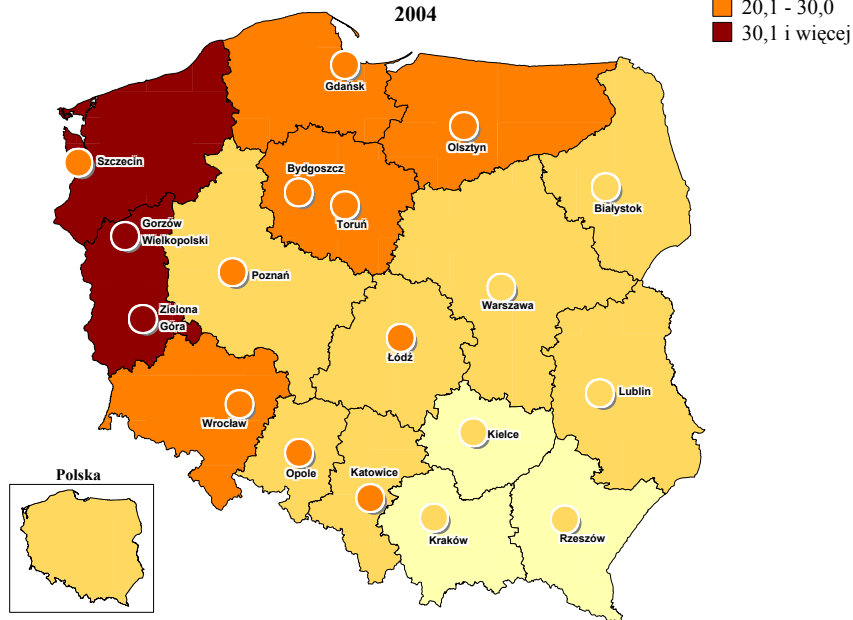 2004
20,1 - 30,0
30,1 i więcej
Gdańsk
Olsztyn
Szczecin
Bydgoszcz
Toruń
Białystok
Gorzów
Wielkopolski
Poznań
Warszawa
Zielona
Góra
Łódź
Lublin
Wrocław
Kielce
Opole
Katowice
Kraków
Rzeszów
Polska